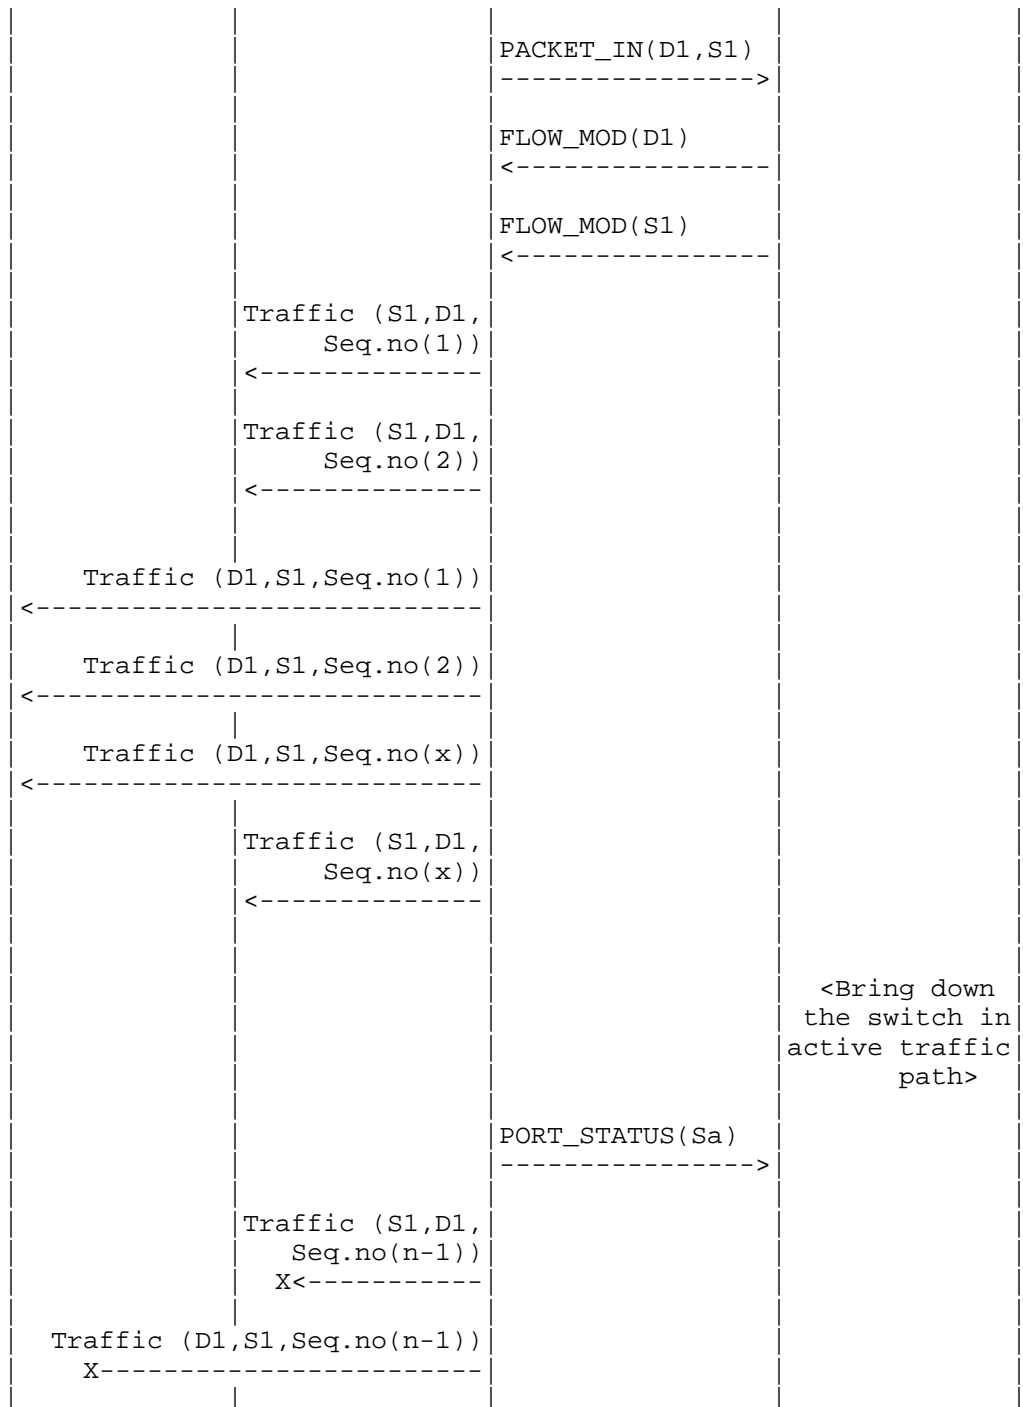 PACKET_IN(D1,S1)
---------------->
FLOW_MOD(D1)
<----------------
FLOW_MOD(S1)
<----------------
Traffic (S1,D1,
Seq.no(1))
<--------------
Traffic (S1,D1,
Seq.no(2))
<--------------
Traffic (D1,S1,Seq.no(1))
<----------------------------
Traffic (D1,S1,Seq.no(2))
<----------------------------
Traffic (D1,S1,Seq.no(x))
<----------------------------
Traffic (S1,D1,
Seq.no(x))
<--------------
<Bring down
the switch in
active traffic
path>
PORT_STATUS(Sa)
---------------->
Traffic (S1,D1,
Seq.no(n-1))
X<-----------
Traffic (D1,S1,Seq.no(n-1))
X------------------------